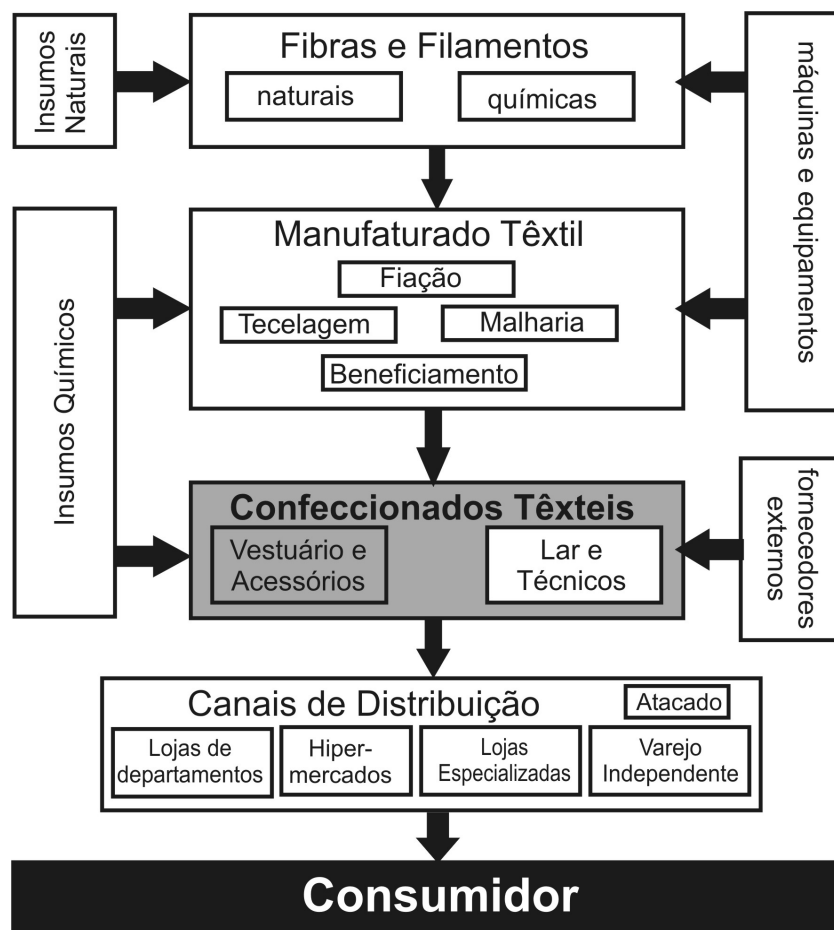 Insumos
Naturais
Fibras e Filamentos
naturais
químicas
máquinas e equipamentos
Insumos Químicos
Manufaturado Têxtil
Fiação
Tecelagem
Malharia
Beneficiamento
Confeccionados Têxteis
Vestuário e
Acessórios
Lar e
Técnicos
fornecedores
externos
Canais de Distribuição
Atacado
Lojas de
departamentos
Hiper-
mercados
Lojas
Especializadas
Varejo
Independente
Consumidor